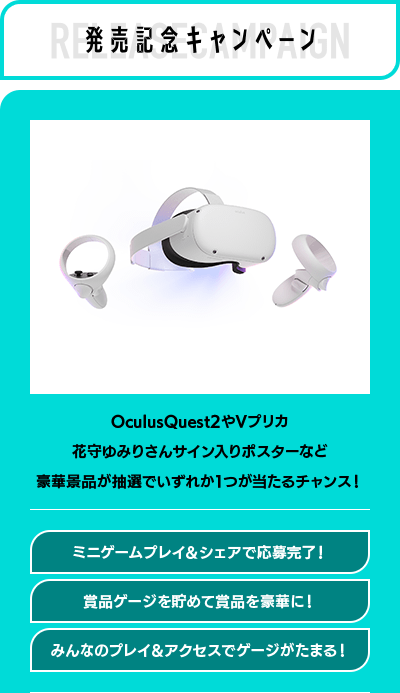 RELEASECAMPAIGN
発売記念キャンペーン
OculusQuest2やVプリカ
花守ゆみりさんサイン入りポスターなど
豪華景品が抽選でいずれか1つが当たるチャンス！
ミニゲームプレイ&シェアで応募完了！
賞品ゲージを貯めて賞品を豪華に！
みんなのプレイ&アクセスでゲージがたまる！